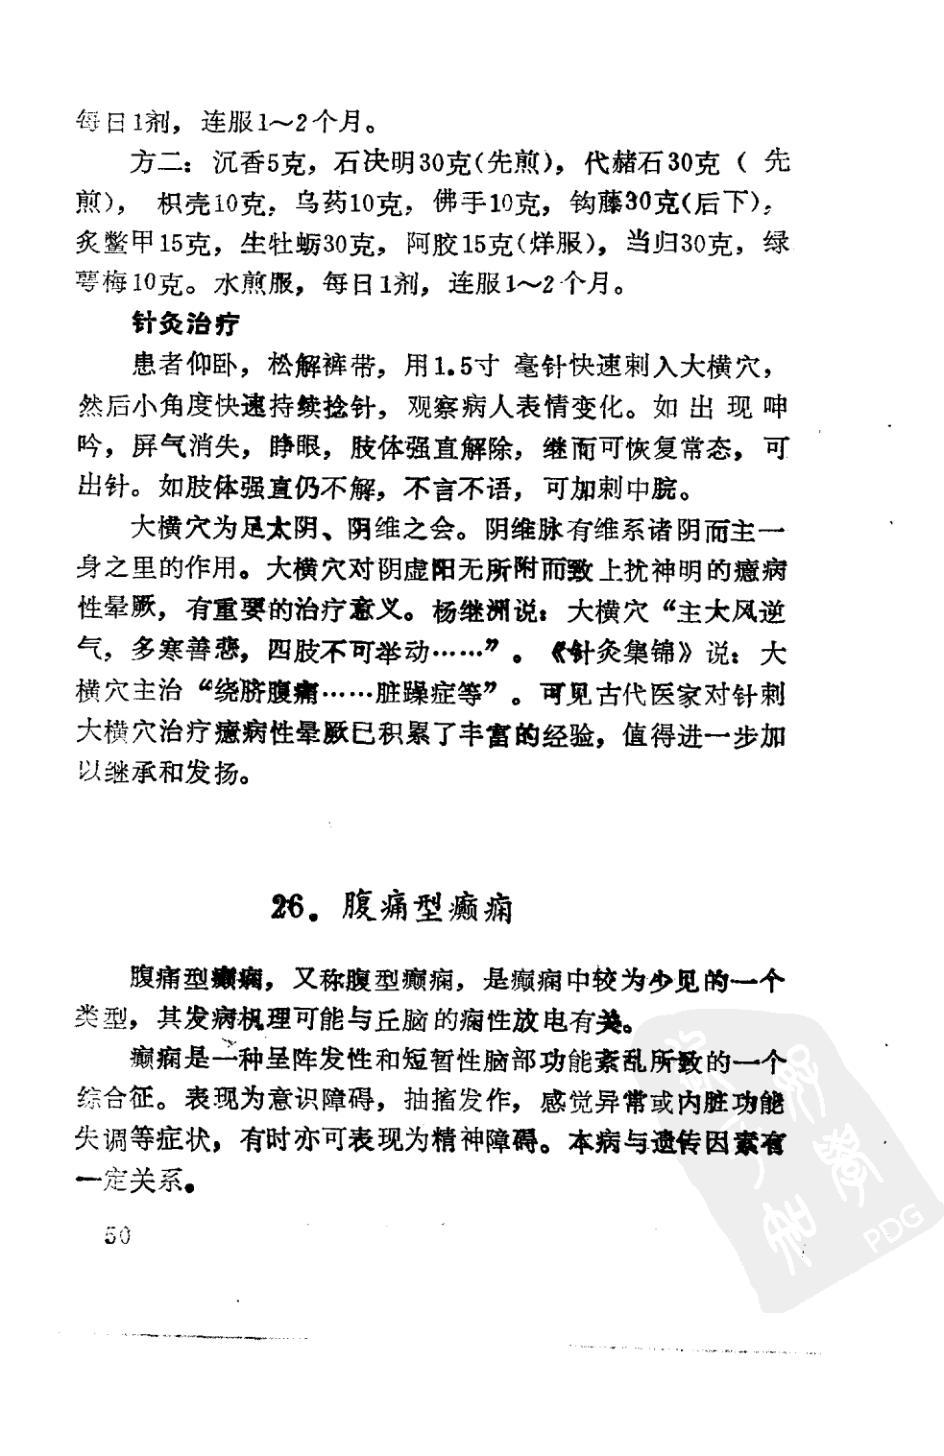 每日1剂，连服1～2个月。
方二：沉香5克，石决明30克(先煎)，代赭石30克（先
煎），枳壳10克，乌药10克，佛手10克，钩藤30克(后下)，
炙鳖甲15克，生牡蛎30克，阿胶15克(烊服)，当归30克，绿
萼梅10克。水煎服，每日1剂，连服1～2个月。
针灸治疗
患者仰卧，松解裤带，用1.5寸毫针快速刺入大横穴，
然后小角度快速持续捻针，观察病人表情变化。如出现呻
吟，屏气消失，睁眼，肢体强直解除，继而可恢复常态，可
出针。如肢体强直仍不解，不言不语，可加刺中脘。
大横穴为足太阴、阴维之会。阴维脉有维系诸阴而主一
身之里的作用。大横穴对阴虚阳无所附而致上扰神明的癔病
性晕厥，有重要的治疗意义。杨继洲说：大横穴“主大风逆
气，多寒善悲，四肢不可举动……”。《针灸集锦》说：大
横穴主治“绕脐腹痛……脏躁症等”。可见古代医家对针刺
大横穴治疗癔病性晕厥已积累了丰富的经验，值得进一步加
以继承和发扬。
26．腹痛型癫痫
腹痛型癫痫，又称腹型癫痫，是癫痫中较为少见的一个
类型，其发病机理可能与丘脑的痫性放电有关。
癫痫是一种呈阵发性和短暂性脑部功能紊乱所致的一个
综合征。表现为意识障碍，抽搐发作，感觉异常或内脏功能
失调等症状，有时亦可表现为精神障碍。本病与遗传因素有
一定关系。
50
PDG